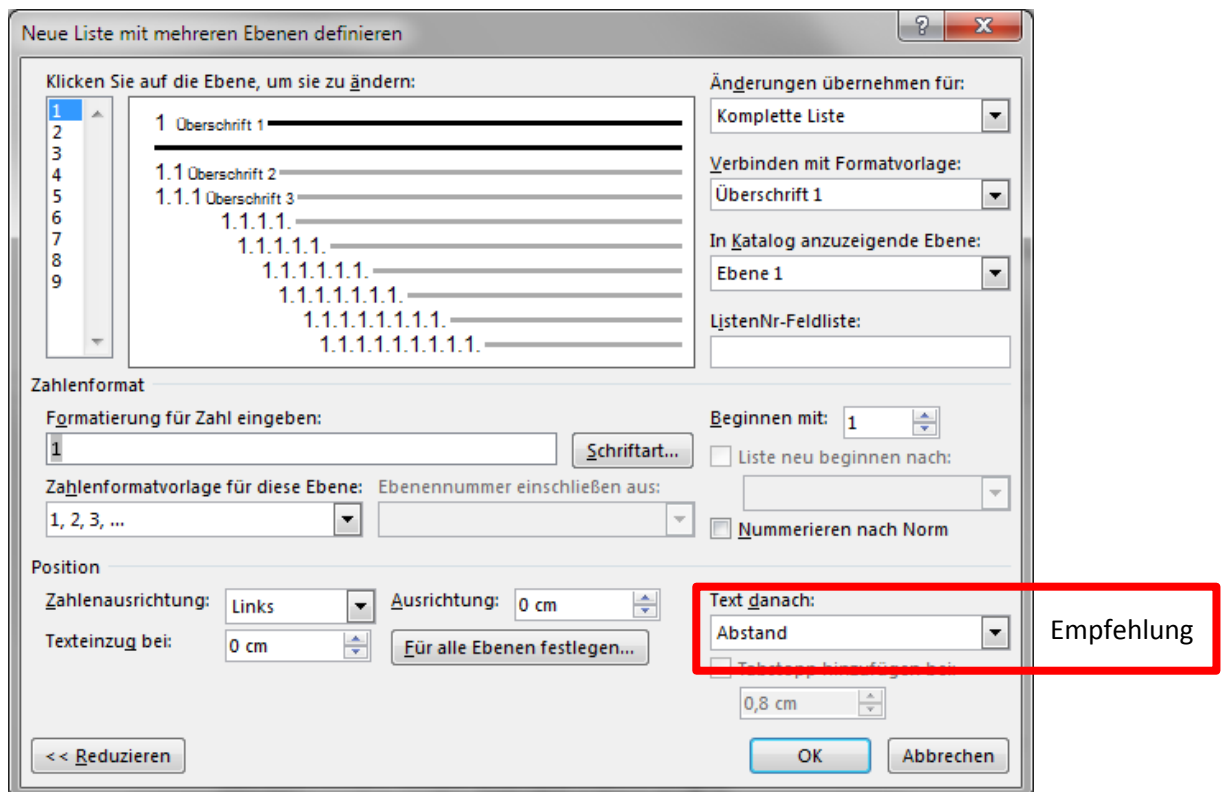 Neue Liste mit mehreren Ebenen definieren
Klicken Sie auf die Ebene, um sie zu ändern:
1
2
3
4
5
6
7
8
9
1 Überschrift 1
1.1 Überschrift 2
1.1.1 Überschrift 3
1.1.1.1.
1.1.1.1.1.
1.1.1.1.1.1.
1.1.1.1.1.1.1.
1.1.1.1.1.1.1.1.
1.1.1.1.1.1.1.1.1.
Änderungen übernehmen für:
Komplette Liste
Verbinden mit Formatvorlage:
Überschrift 1
In Katalog anzuzeigende Ebene:
Ebene 1
ListenNr-Feldliste:
Zahlenformat
Formatierung für Zahl eingeben:
1
Schriftart...
Zahlenformatvorlage für diese Ebene: Ebenennummer einschließen aus:
1, 2, 3, ...
Beginnen mit: 1
Liste neu beginnen nach:
Nummerieren nach Norm
Position
Zahlenausrichtung: Links Ausrichtung: 0 cm
Texteinzug bei: 0 cm Für alle Ebenen festlegen...
Text danach:
Abstand
Empfehlung
Tabstopp hinzufügen bei:
0,8 cm
<< Reduzieren
OK Abbrechen